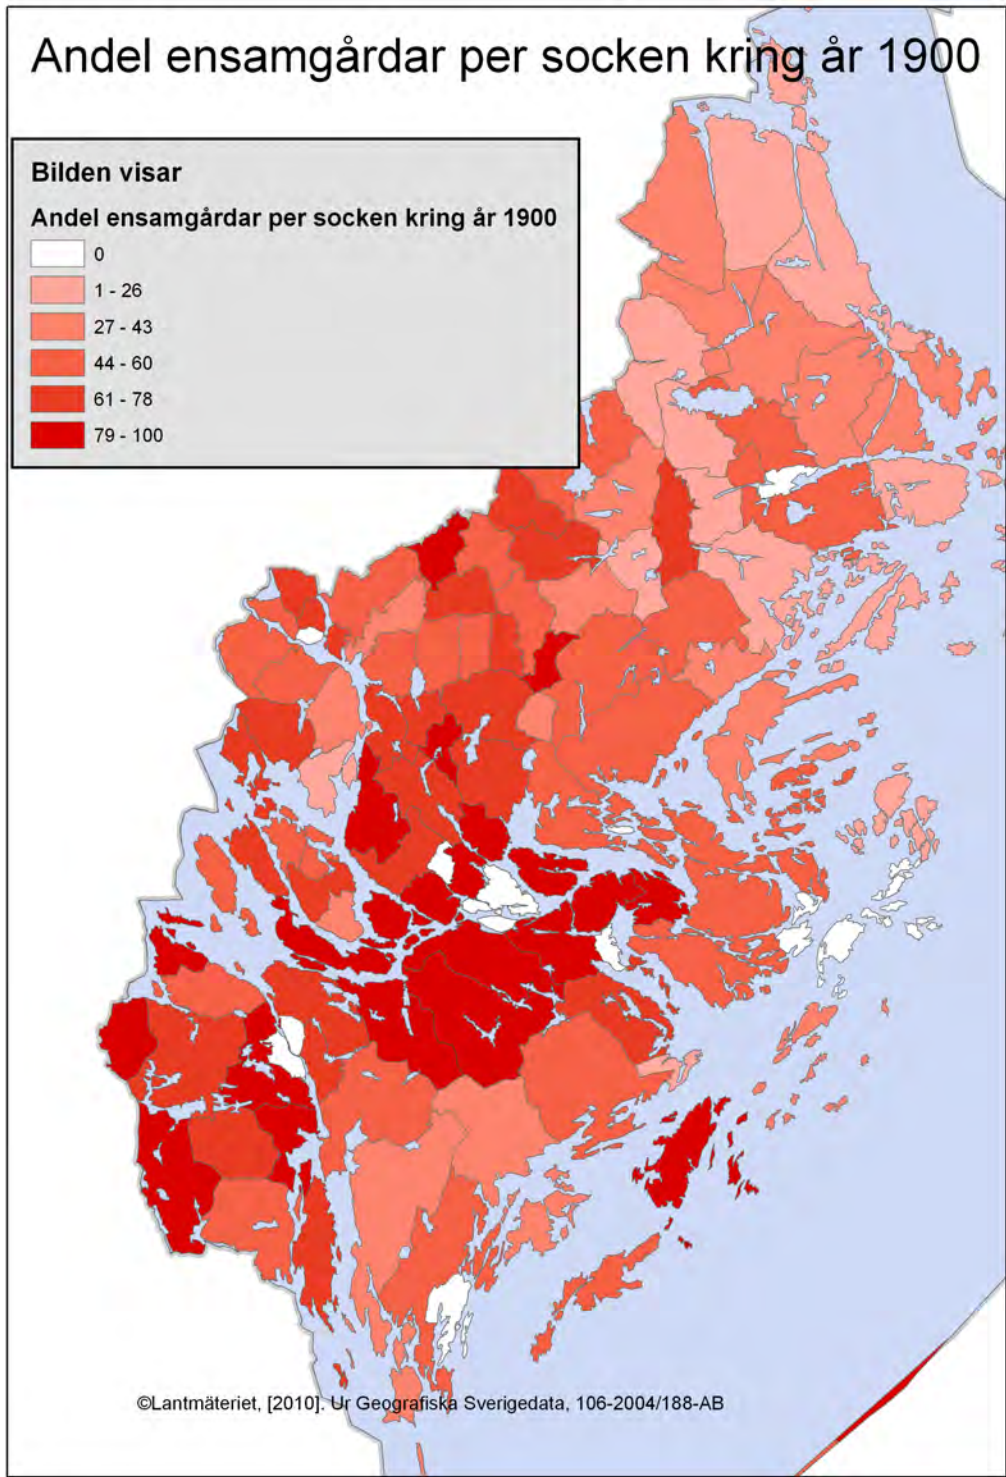 Andel ensamgårdar per socken kring år 1900
Bilden visar
Andel ensamgårdar per socken kring år 1900
0
1 - 26
27 - 43
44 - 60
61 - 78
79 - 100
©Lantmäteriet, [2010]. Ur Geografiska Sverigedata, 106-2004/188-AB